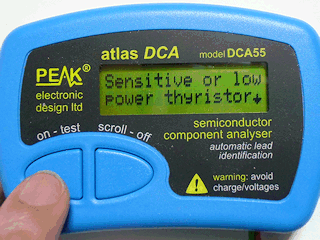 atlas DCA model DCA55
PEAK®
electronic
design ltd
Sensitive or low
power thyristor↓
on - test scroll - off
semiconductor
component analyser
automatic lead
identification
warning: avoid
charge/voltages